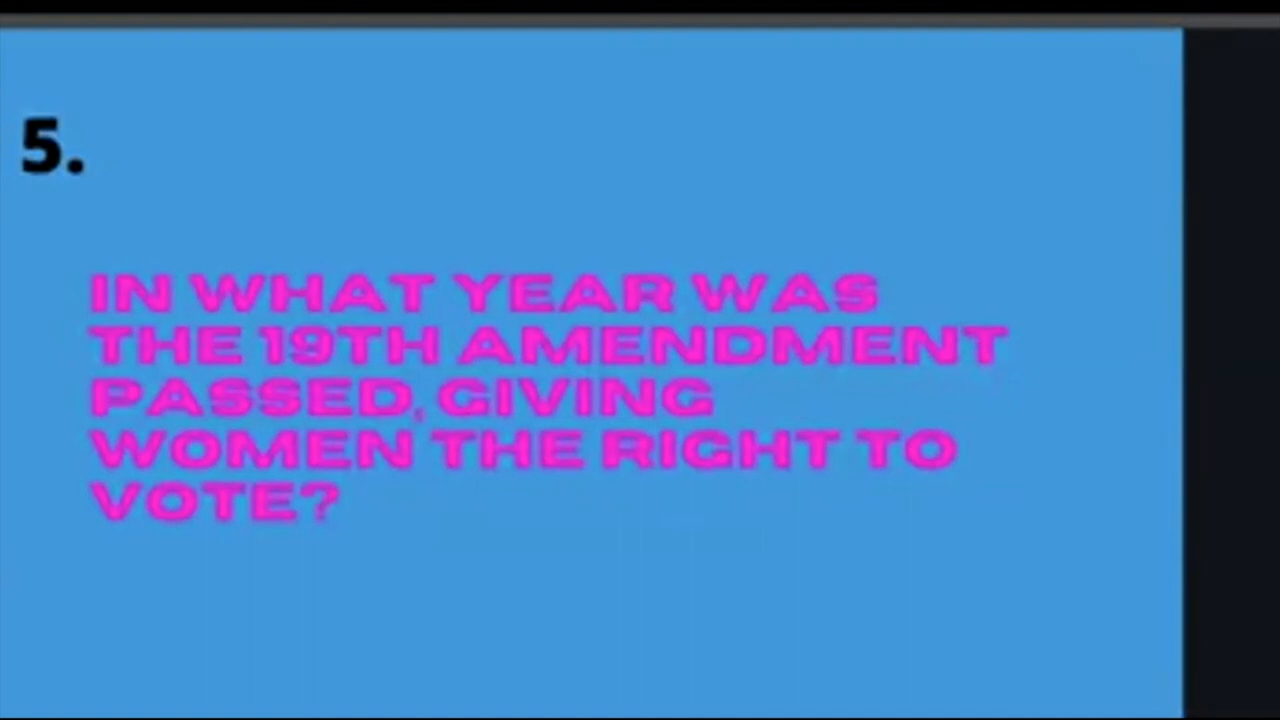 5.
IN WHAT YEAR WAS
THE 19TH AMENDMENT
PASSED, GIVING
WOMEN THE RIGHT TO
VOTE?